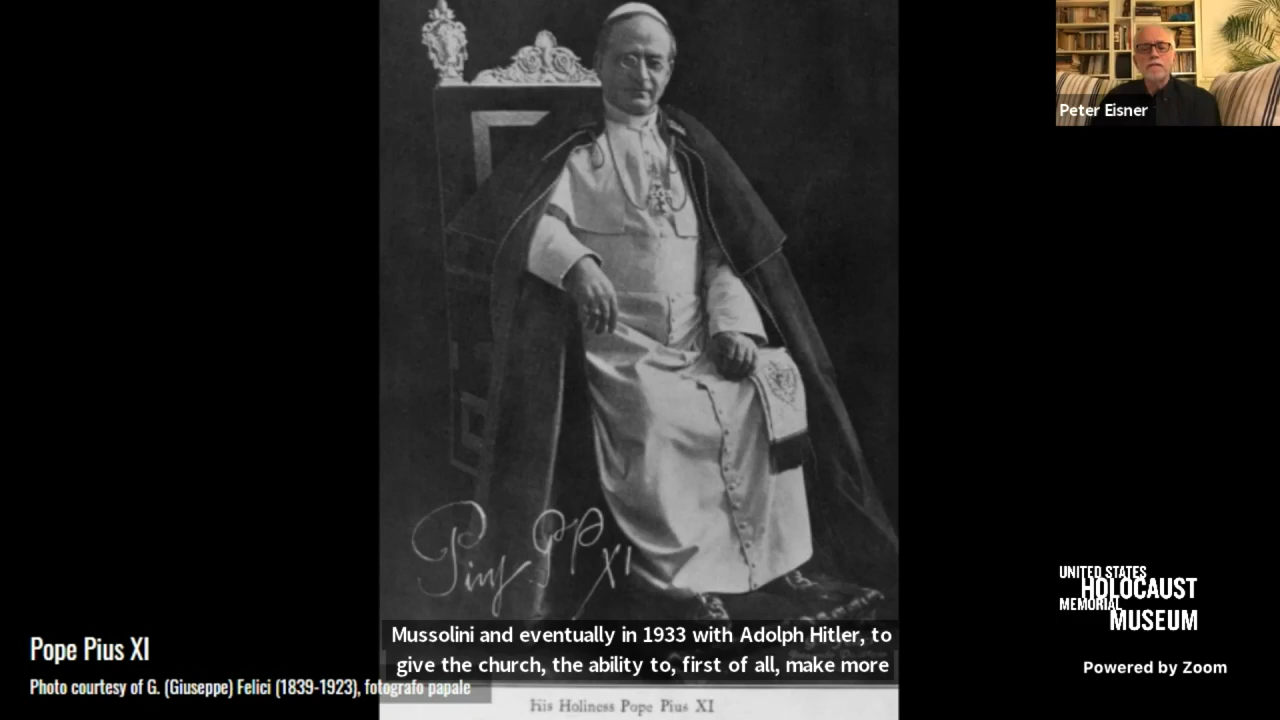 Peter Eisner
Pius PP XI
UNITED STATES
HOLOCAUST
MEMORIAL
MUSEUM
Powered by Zoom
Mussolini and eventually in 1933 with Adolph Hitler, to
give the church, the ability to, first of all, make more
Pope Pius XI
Photo courtesy of G. (Giuseppe) Felici (1839-1923), fotografo papale
His Holiness Pope Pius XI